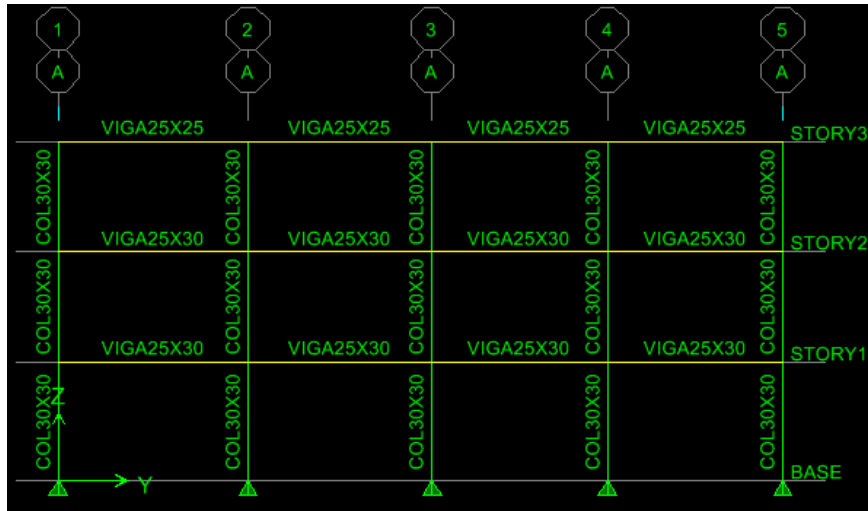 1 2 3 4 5
A A A A A
VIGA25X25 VIGA25X25 VIGA25X25 VIGA25X25
STORY3
COL30X30 COL30X30 COL30X30 COL30X30 COL30X30
VIGA25X30 VIGA25X30 VIGA25X30 VIGA25X30
STORY2
COL30X30 COL30X30 COL30X30 COL30X30 COL30X30
VIGA25X30 VIGA25X30 VIGA25X30 VIGA25X30
STORY1
COL30X30 COL30X30 COL30X30 COL30X30 COL30X30
Z
BASE
Y